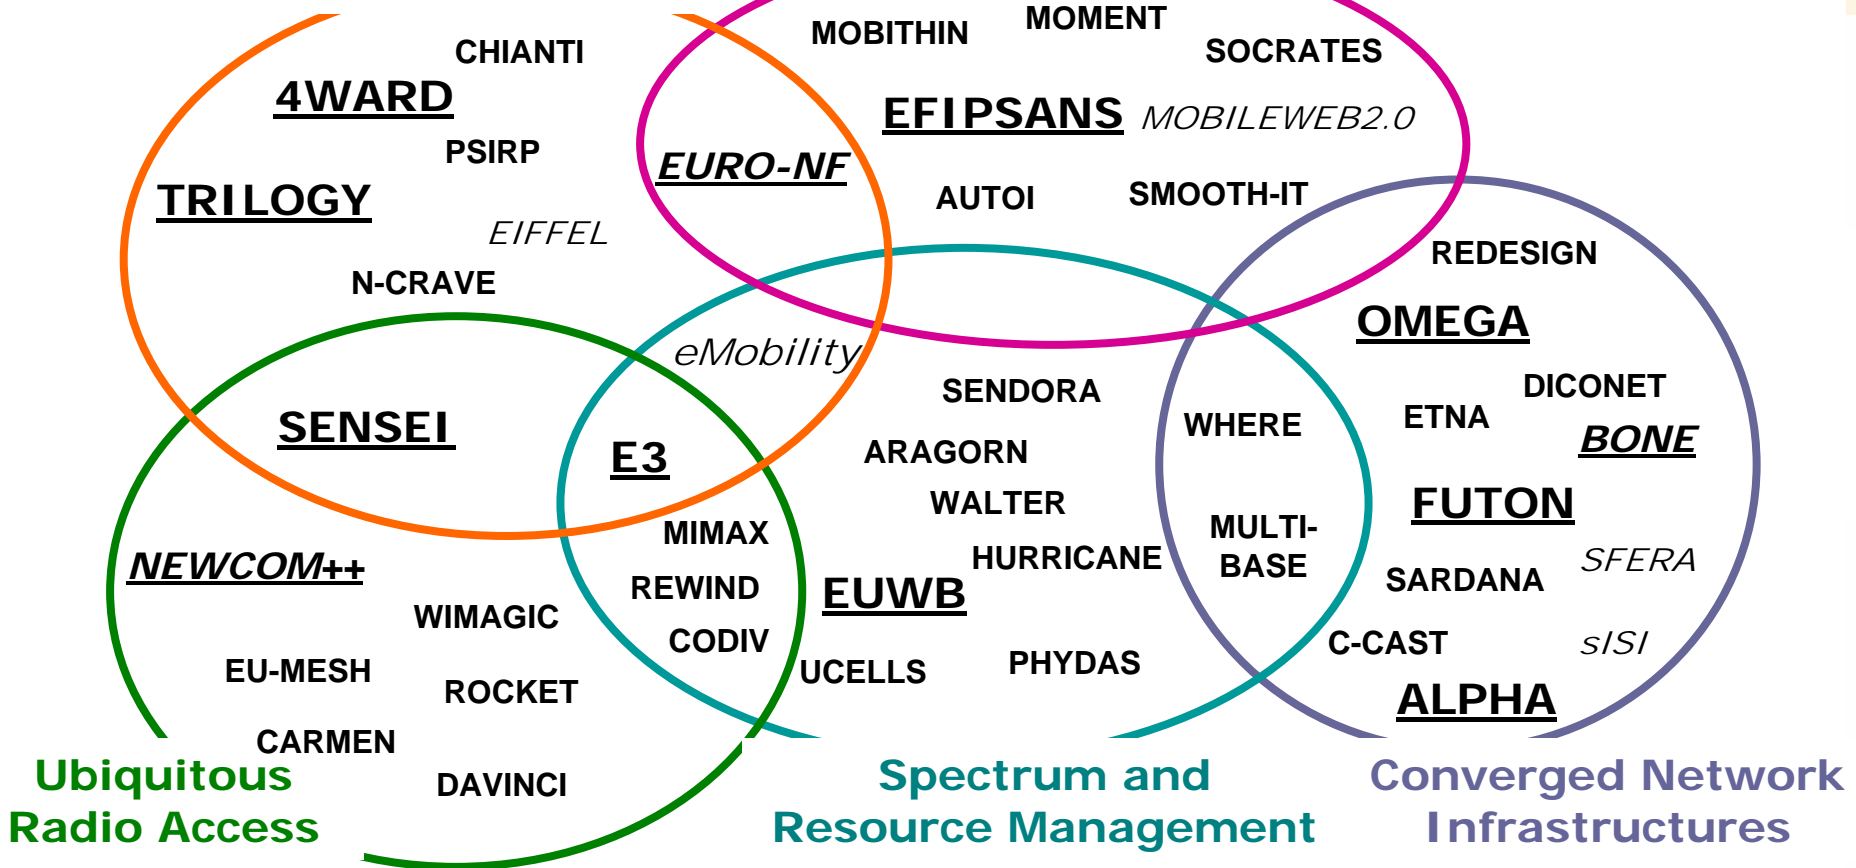 MOMENT
MOBITHIN
SOCRATES
CHIANTI
4WARD
EFIPSANS
MOBILEWEB2.0
PSIRP
EURO-NF
TRILOGY
AUTOI
SMOOTH-IT
EIFFEL
REDESIGN
N-CRAVE
OMEGA
eMobility
SENDORA
DICONET
SENSEI
WHERE
ETNA
BONE
E3
ARAGORN
WALTER
FUTON
MIMAX
MULTI-
BASE
NEWCOM++
HURRICANE
SFERA
REWIND
EUWB
SARDANA
WIMAGIC
CODIV
C-CAST
sISI
EU-MESH
UCELLS
PHYDAS
ROCKET
ALPHA
CARMEN
DAVINCI
Ubiquitous
Radio Access
Spectrum and
Resource Management
Converged Network
Infrastructures